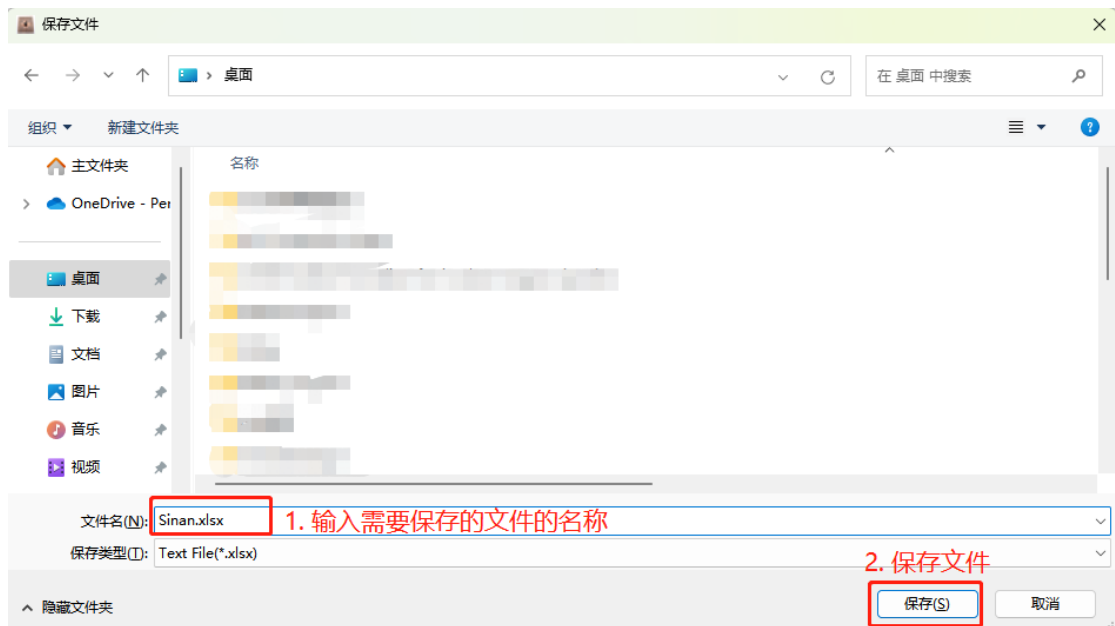 保存文件
桌面
在 桌面 中搜索
组织
新建文件夹
主文件夹
名称
OneDrive - Per
桌面
下载
文档
图片
音乐
视频
文件名(N): Sinan.xlsx
1. 输入需要保存的文件的名称
保存类型(T): Text File(*.xlsx)
2. 保存文件
隐藏文件夹
保存(S)
取消